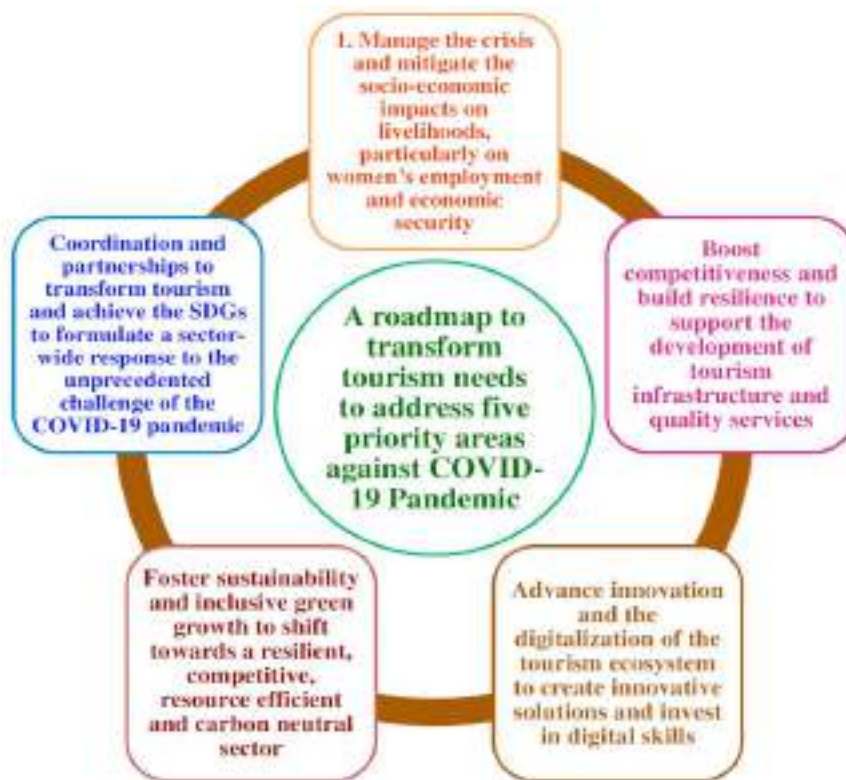 1. Manage the crisis
and mitigate the
socio-economic
impacts on
livelihoods,
particularly on
women's employment
and economic
security
Boost
competitiveness and
build resilience to
support the
development of
tourism
infrastructure and
quality services
Advance innovation
and the
digitalization of the
tourism ecosystem
to create innovative
solutions and invest
in digital skills
Foster sustainability
and inclusive green
growth to shift
towards a resilient,
competitive,
resource efficient
and carbon neutral
sector
Coordination and
partnerships to
transform tourism
and achieve the SDGs
to formulate a sector-
wide response to the
unprecedented
challenge of the
COVID-19 pandemic
A roadmap to
transform
tourism needs
to address five
priority areas
against COVID-
19 Pandemic